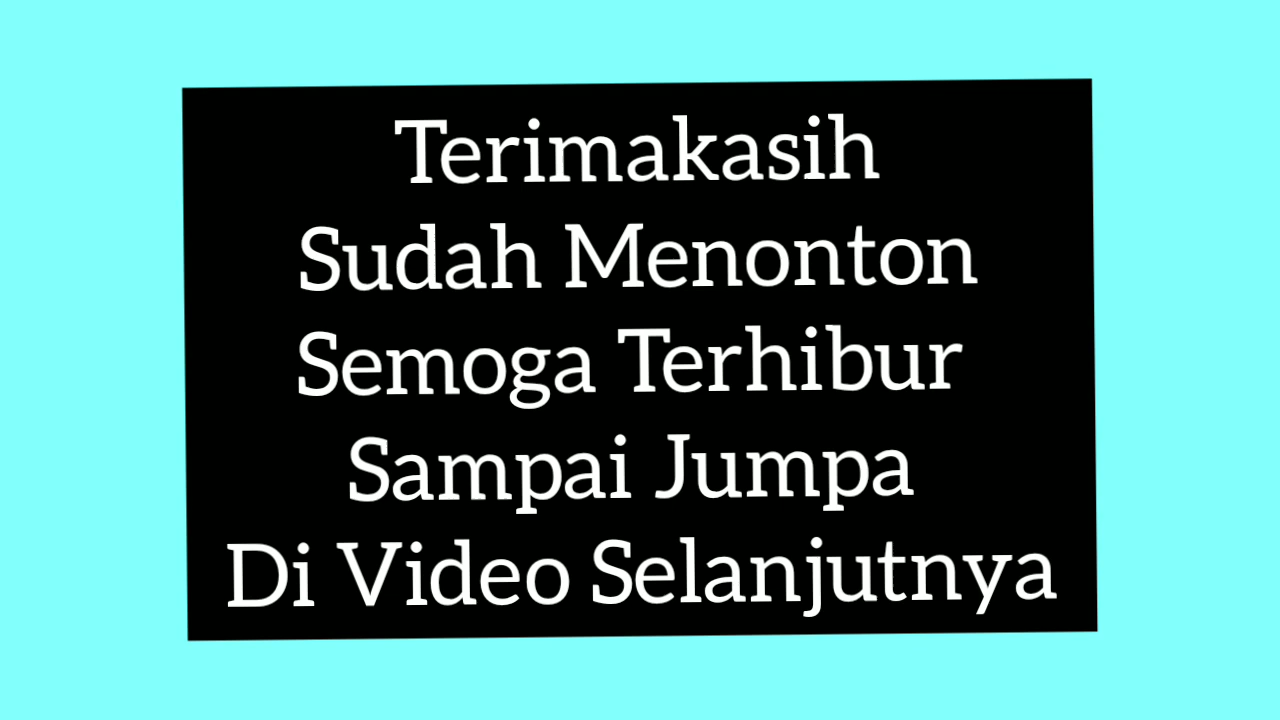 Terimakasih
Sudah Menonton
Semoga Terhibur
Sampai Jumpa
Di Video Selanjutnya